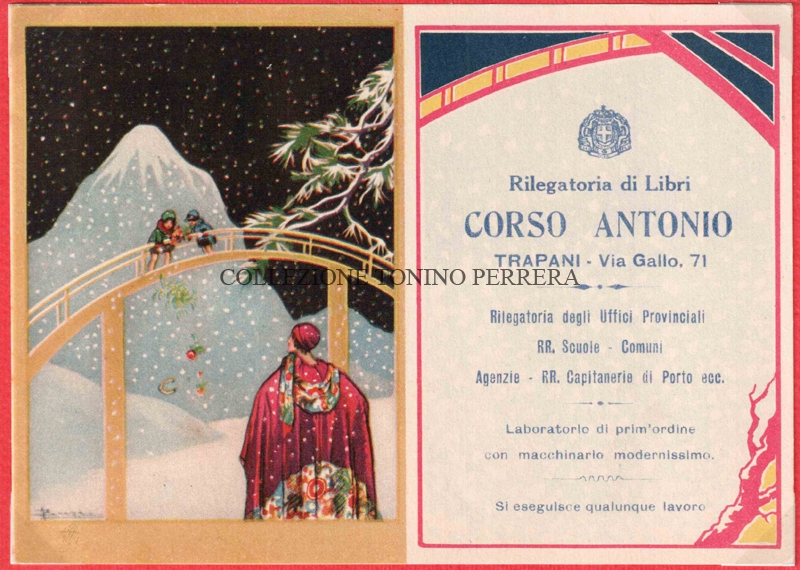 COLLEZIONE TONINO PERRERA
Rilegatoria di Libri
CORSO ANTONIO
TRAPANI - Via Gallo, 71
Rilegatoria degli Uffici Provinciali
RR. Scuole - Comuni
Agenzie - RR. Capitanerie di Porto ecc.
Laboratorio di prim'ordine
con macchinario modernissimo.
Si eseguisce qualunque lavoro